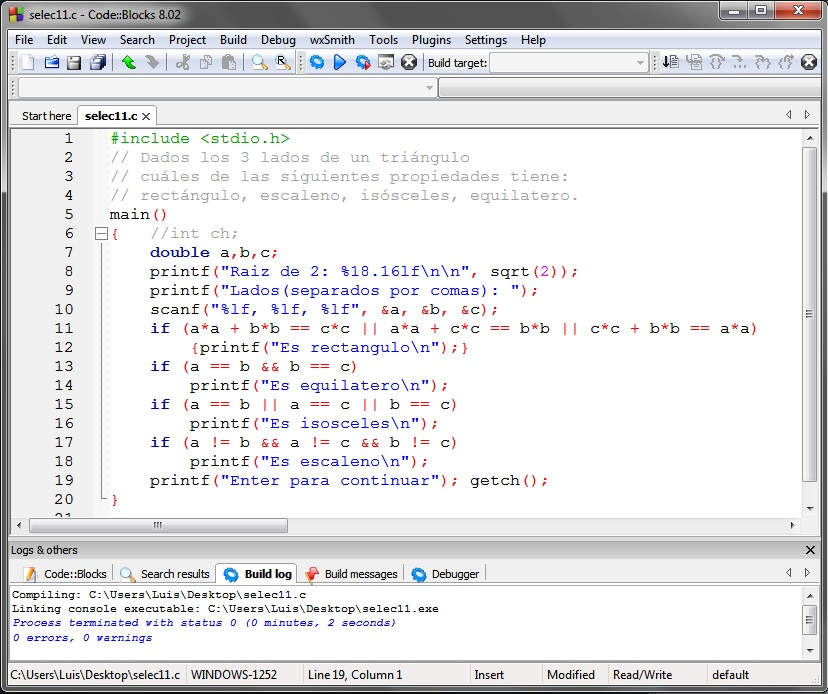 selec11.c - Code::Blocks 8.02
File Edit View Search Project Build Debug wxSmith Tools Plugins Settings Help
Build target:
Start here selec11.c
1 #include <stdio.h>
2 // Dados los 3 lados de un triángulo
3 // cuáles de las siguientes propiedades tiene:
4 // rectángulo, escaleno, isósceles, equilatero.
5 main()
6 { //int ch;
7 double a,b,c;
8 printf("Raiz de 2: %18.16lf\n\n", sqrt(2));
9 printf("Lados(separados por comas): ");
10 scanf("%lf, %lf, %lf", &a, &b, &c);
11 if (a*a + b*b == c*c || a*a + c*c == b*b || c*c + b*b == a*a)
12 {printf("Es rectangulo\n");}
13 if (a == b && b == c)
14 printf("Es equilatero\n");
15 if (a == b || a == c || b == c)
16 printf("Es isosceles\n");
17 if (a != b && a != c && b != c)
18 printf("Es escaleno\n");
19 printf("Enter para continuar"); getch();
20 }
21
Logs & others
Code::Blocks Search results Build log Build messages Debugger
Compiling: C:\Users\Luis\Desktop\selec11.c
Linking console executable: C:\Users\Luis\Desktop\selec11.exe
Process terminated with status 0 (0 minutes, 2 seconds)
0 errors, 0 warnings
C:\Users\Luis\Desktop\selec11.c WINDOWS-1252 Line 19, Column 1 Insert Modified Read/Write default